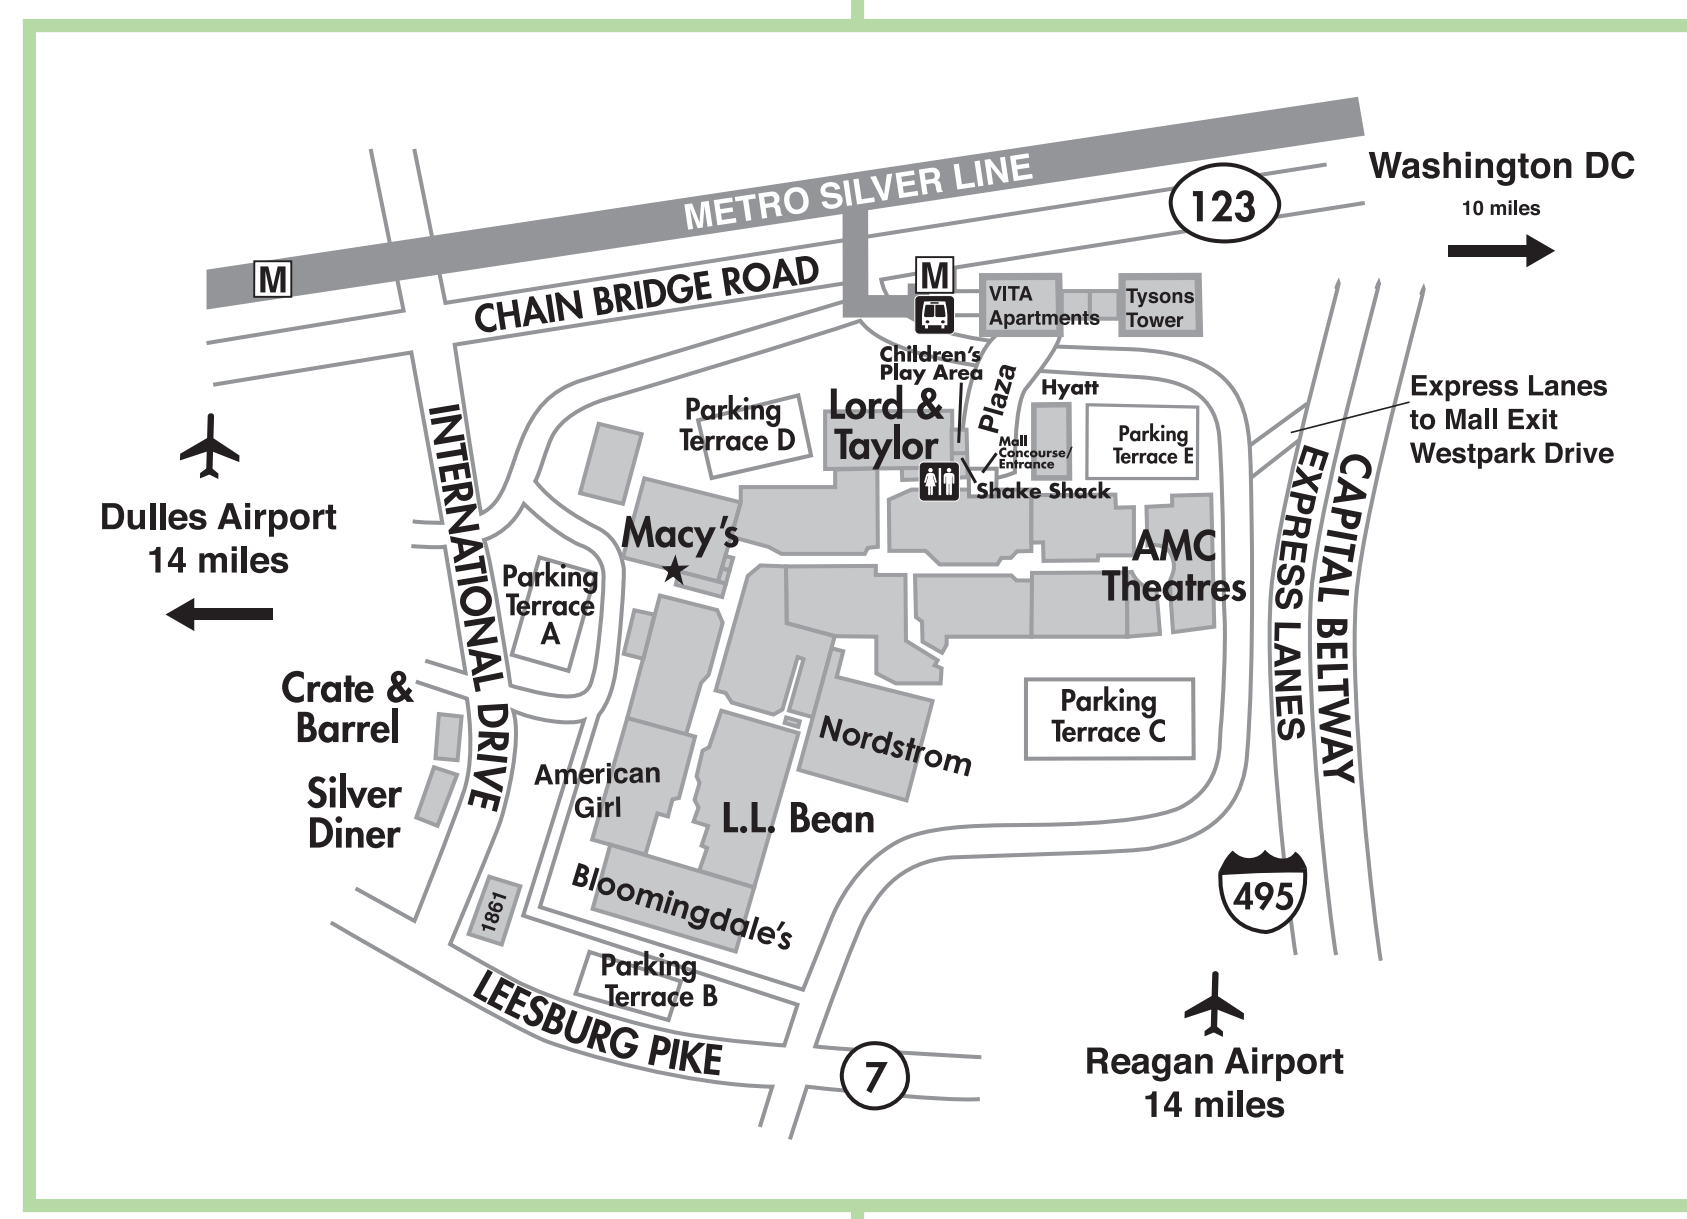 METRO SILVER LINE
M
CHAIN BRIDGE ROAD
123
Washington DC
10 miles
M
VITA
Apartments
Tysons
Tower
Children's
Play Area
Plaza
Hyatt
Parking
Terrace D
Lord &
Taylor
Mall
Concourse/
Entrance
Shake Shack
Parking
Terrace E
Express Lanes
to Mall Exit
Westpark Drive
INTERNATIONAL DRIVE
Dulles Airport
14 miles
Macy's
AMC
Theatres
EXPRESS LANES
CAPITAL BELTWAY
Parking
Terrace
A
Crate &
Barrel
Silver
Diner
American
Girl
Nordstrom
Parking
Terrace C
L.L. Bean
Bloomingdale's
1861
495
Parking
Terrace B
LEESBURG PIKE
7
Reagan Airport
14 miles